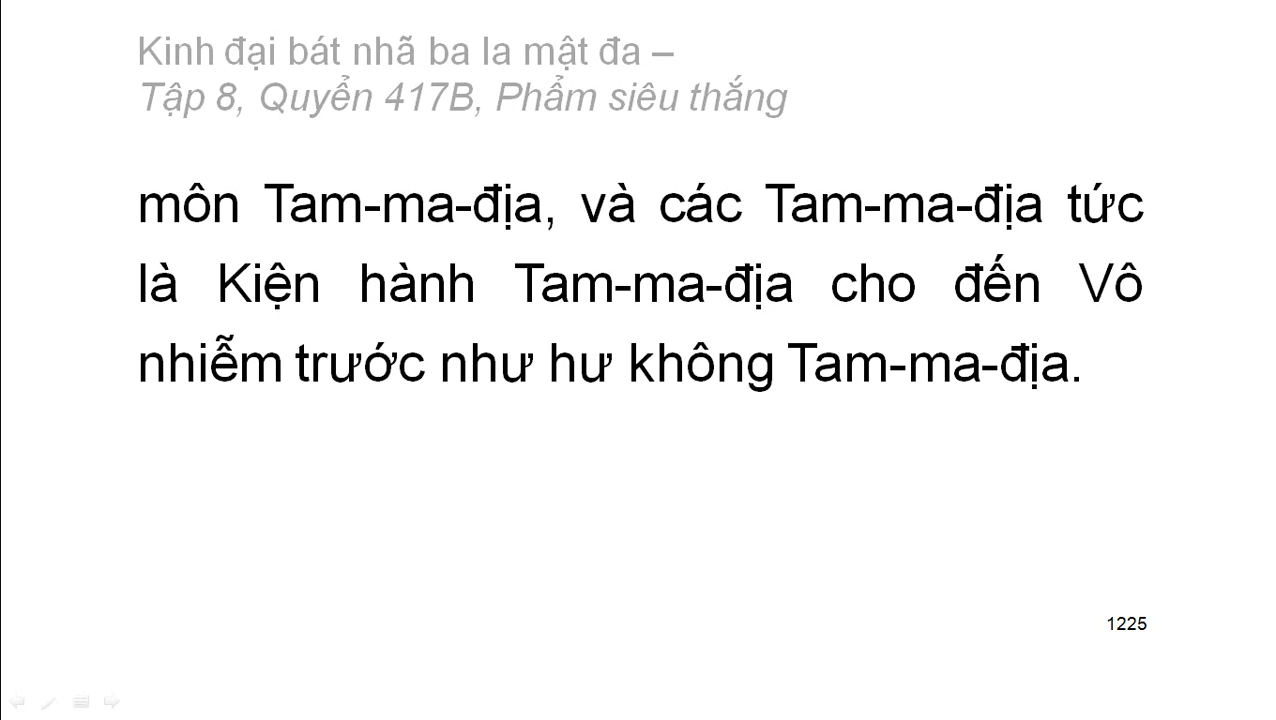 Kinh đại bát nhã ba la mật đa –
Tập 8, Quyển 417B, Phẩm siêu thắng
môn Tam-ma-địa, và các Tam-ma-địa tức
là Kiện hành Tam-ma-địa cho đến Vô
nhiễm trước như hư không Tam-ma-địa.
1225